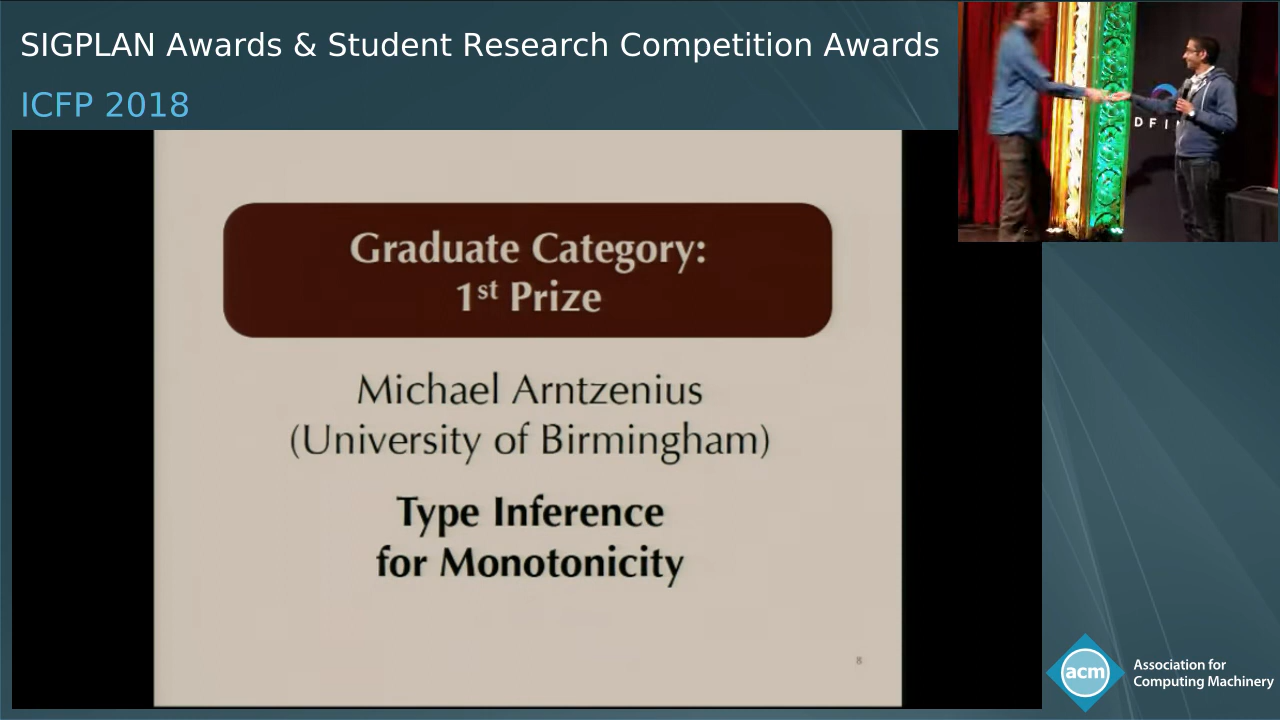 SIGPLAN Awards & Student Research Competition Awards
ICFP 2018
DFI
Graduate Category:
1st Prize
Michael Arntzenius
(University of Birmingham)
Type Inference
for Monotonicity
8
acm
Association for
Computing Machinery